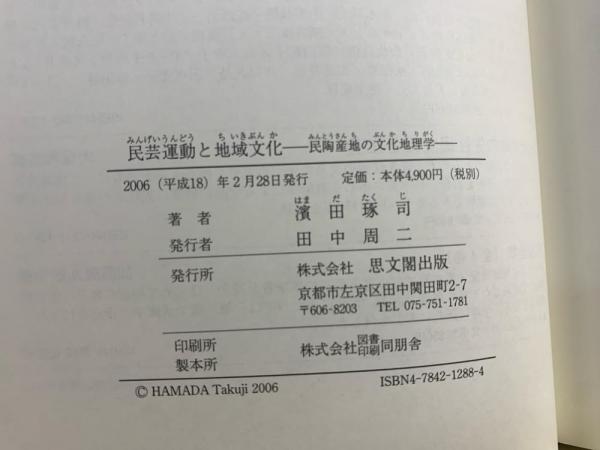 みんげいうんどう ちいきぶんか みんとうさんち ぶんかちりがく
民芸運動と地域文化―民陶産地の文化地理学―
2006（平成18）年2月28日発行 定価：本体4,900円（税別）
はま だ たく じ
著者 濱田琢司
発行者 田中周二
発行所 株式会社 思文閣出版
京都市左京区田中関田町2-7
〒606-8203 TEL 075-751-1781
印刷所 株式会社図書印刷同朋舎
製本所
© HAMADA Takuji 2006 ISBN4-7842-1288-4